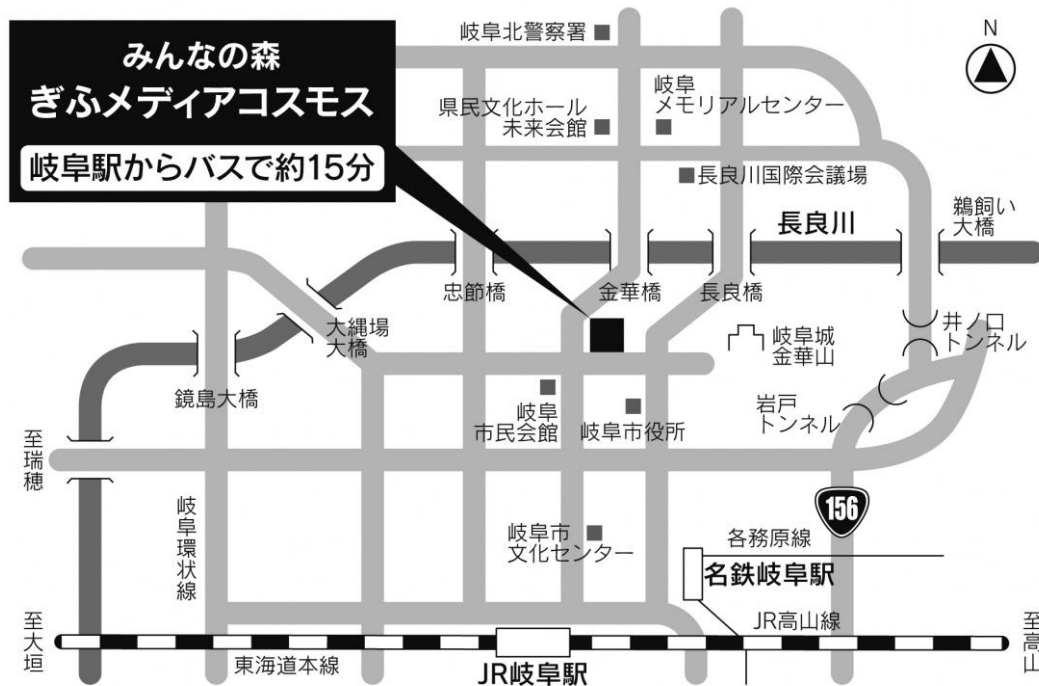 みんなの森
ぎふメディアコスモス
岐阜駅からバスで約15分
岐阜北警察署
N
岐阜
メモリアルセンター
県民文化ホール
未来会館
長良川国際会議場
長良川
鵜飼い
大橋
忠節橋
金華橋
長良橋
大縄場
大橋
鏡島大橋
岐阜城
金華山
井ノ口
トンネル
岩戸
トンネル
岐阜
市民会館
岐阜市役所
至瑞穂
岐阜環状線
156
岐阜市
文化センター
各務原線
名鉄岐阜駅
JR高山線
至大垣
東海道本線
JR岐阜駅
至高山